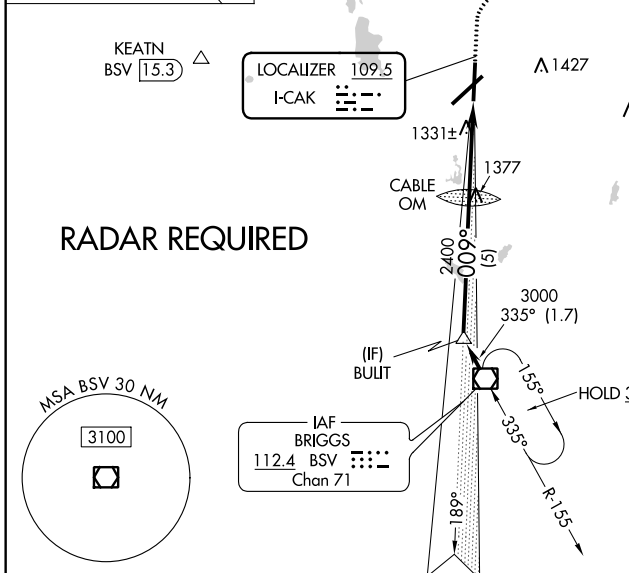 KEATN
BSV 15.3
LOCALIZER 109.5
I-CAK
1427
1331±
1377
CABLE
OM
RADAR REQUIRED
2400
009°
(5)
3000
335° (1.7)
(IF)
BULIT
155°
HOLD
335°
R-155
MSA BSV 30 NM
3100
IAF
BRIGGS
112.4 BSV
Chan 71
189°